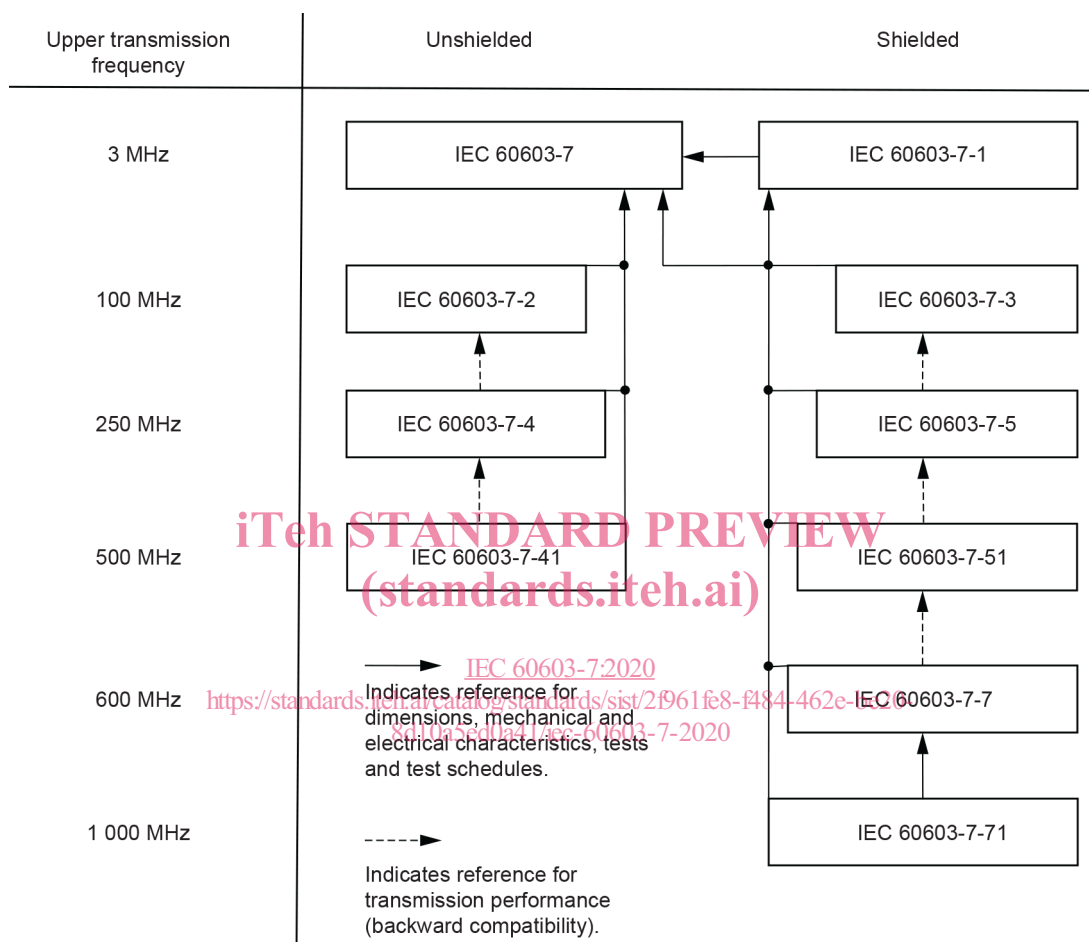 Upper transmission
frequency
Unshielded
Shielded
3 MHz
IEC 60603-7
IEC 60603-7-1
100 MHz
IEC 60603-7-2
IEC 60603-7-3
250 MHz
IEC 60603-7-4
IEC 60603-7-5
iTeh STANDARD PREVIEW
500 MHz
IEC 60603-7-41
IEC 60603-7-51
(standards.iteh.ai)
IEC 60603-7:2020
600 MHz
IEC 60603-7-7
https://standards.iteh.ai/catalog/standards/sist/2f961fe8-f484-462e-
8d10a5ed0a41/iec-60603-7-2020
Indicates reference for
dimensions, mechanical and
electrical characteristics, tests
and test schedules.
1 000 MHz
IEC 60603-7-71
Indicates reference for
transmission performance
(backward compatibility).